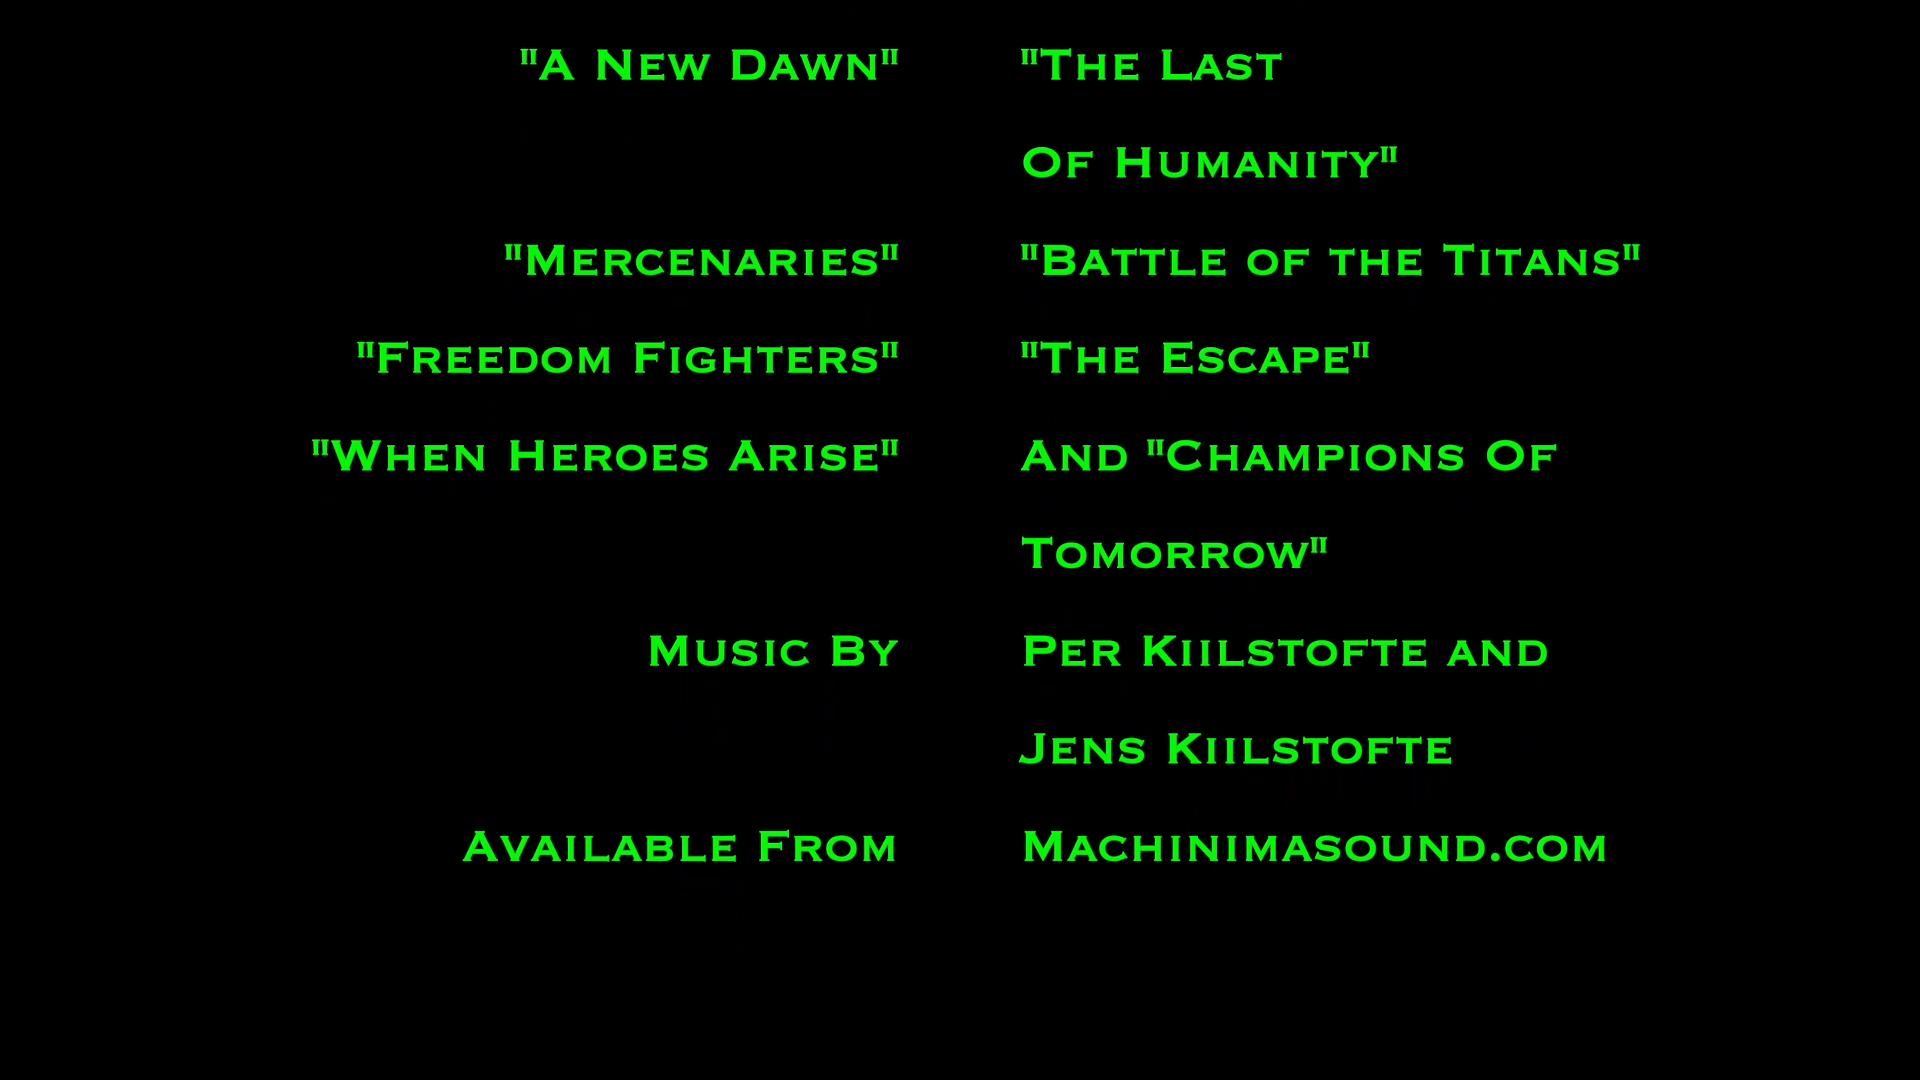 "A New Dawn" "The Last
Of Humanity"
"Mercenaries" "Battle of the Titans"
"Freedom Fighters" "The Escape"
"When Heroes Arise" And "Champions Of
Tomorrow"
Music By Per Kiilstofte and
Jens Kiilstofte
Available From Machinimasound.com